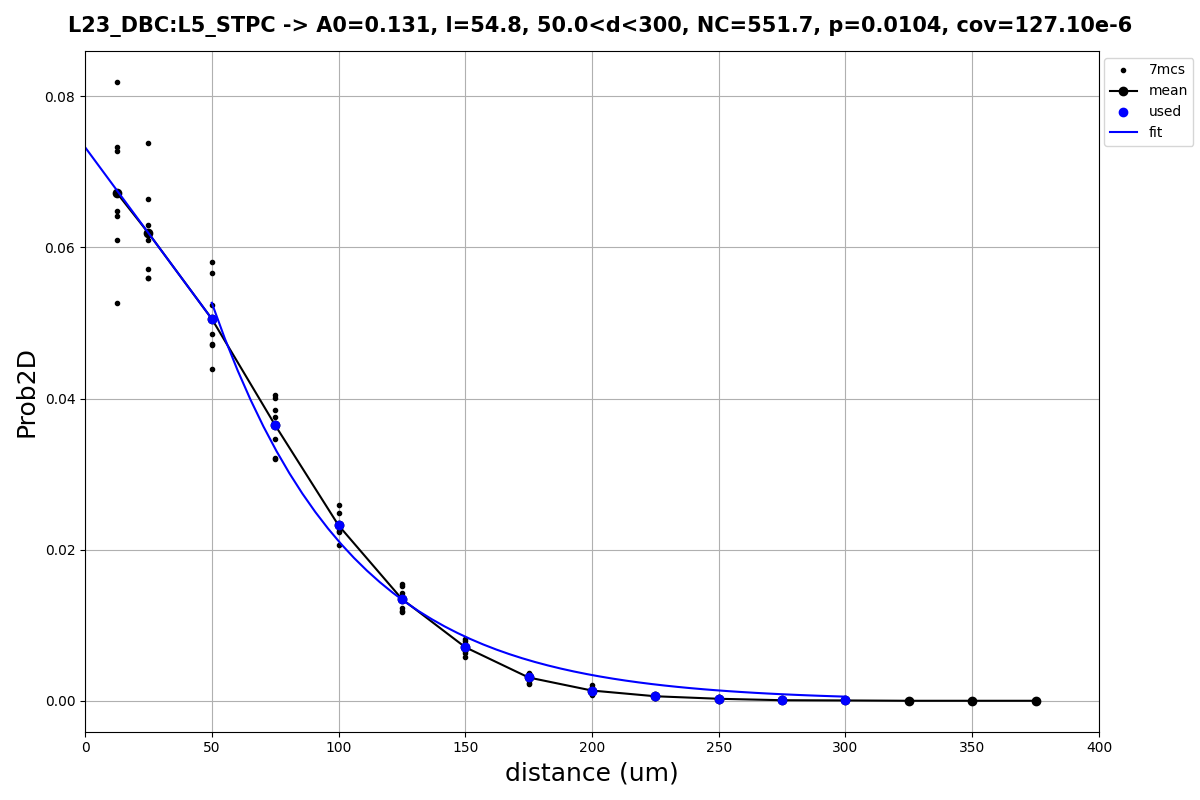 L23_DBC:L5_STPC -> A0=0.131, l=54.8, 50.0<d<300, NC=551.7, p=0.0104, cov=127.10e-6
7mcs
mean
used
fit
0.08
0.06
0.04
0.02
0.00
Prob2D
0 50 100 150 200 250 300 350 400
distance (um)